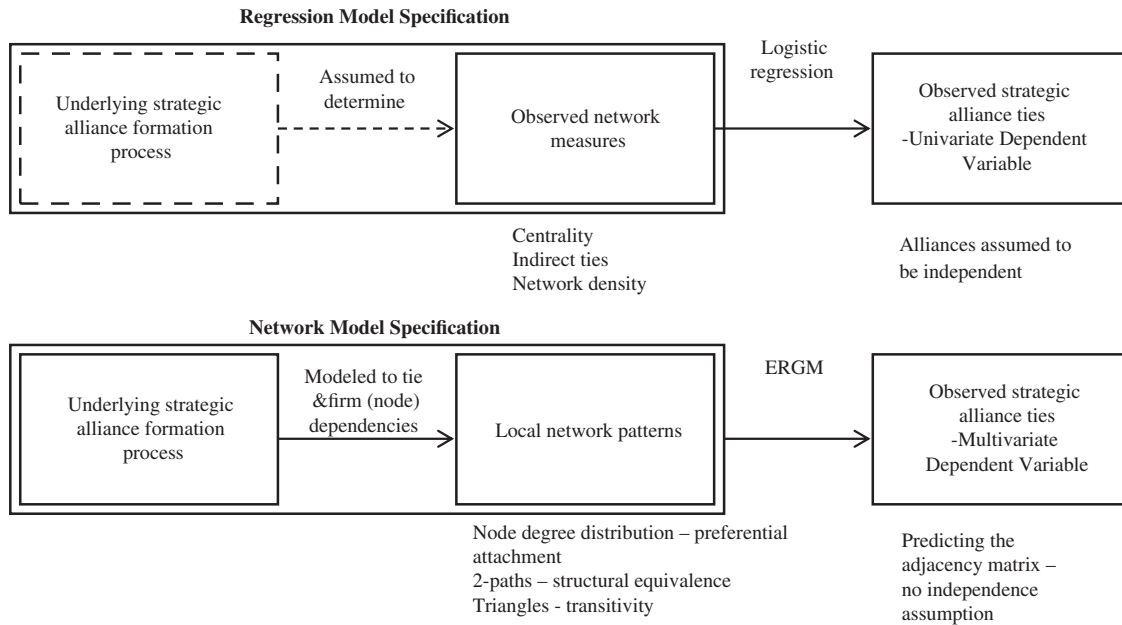 Regression Model Specification
Underlying strategic
alliance formation
process
Assumed to
determine
Observed network
measures
Logistic
regression
Observed strategic
alliance ties
-Univariate Dependent
Variable
Centrality
Indirect ties
Network density
Alliances assumed to
be independent
Network Model Specification
Underlying strategic
alliance formation
process
Modeled to tie
&firm (node)
dependencies
Local network patterns
ERGM
Observed strategic
alliance ties
-Multivariate
Dependent Variable
Node degree distribution – preferential
attachment
2-paths – structural equivalence
Triangles - transitivity
Predicting the
adjacency matrix –
no independence
assumption